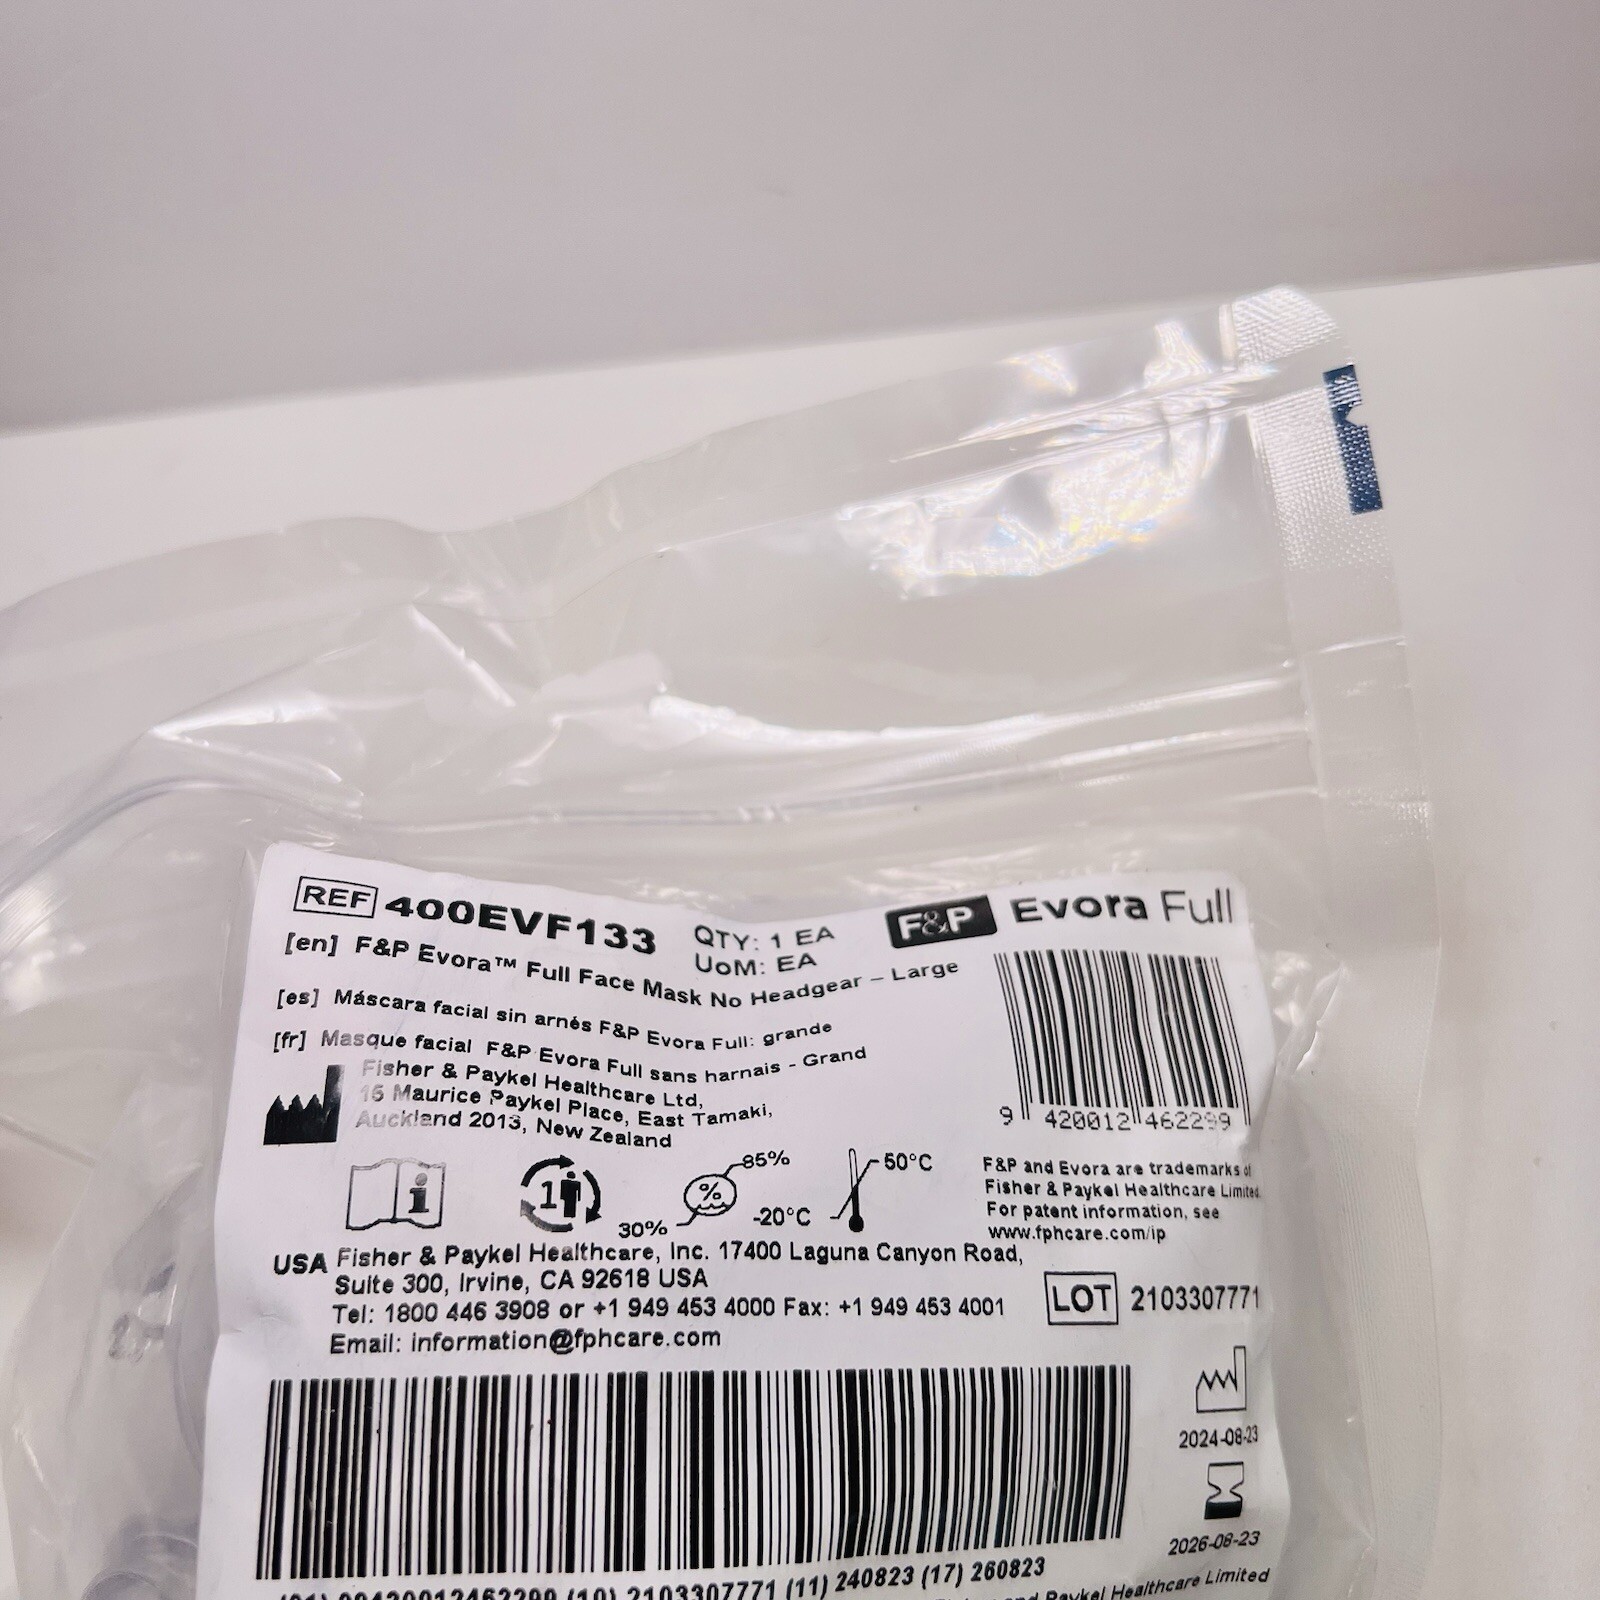 REF 400EVF133
QTY: 1 EA
UoM: EA
F&P Evora Full
[en] F&P Evora™ Full Face Mask No Headgear – Large
[es] Máscara facial sin arnés F&P Evora Full: grande
[fr] Masque facial F&P Evora Full sans harnais - Grand
Fisher & Paykel Healthcare Ltd,
15 Maurice Paykel Place, East Tamaki,
Auckland 2013, New Zealand
9 420012 462299
i
1
%
85%
30%
-20°C
50°C
F&P and Evora are trademarks of
Fisher & Paykel Healthcare Limited.
For patent information, see
www.fphcare.com/ip
USA Fisher & Paykel Healthcare, Inc. 17400 Laguna Canyon Road,
Suite 300, Irvine, CA 92618 USA
Tel: 1800 446 3908 or +1 949 453 4000 Fax: +1 949 453 4001
Email: information@fphcare.com
LOT 2103307771
2024-08-23
2026-08-23
(01) 09420012462299 (10) 2103307771 (11) 240823 (17) 260823
and Paykel Healthcare Limited